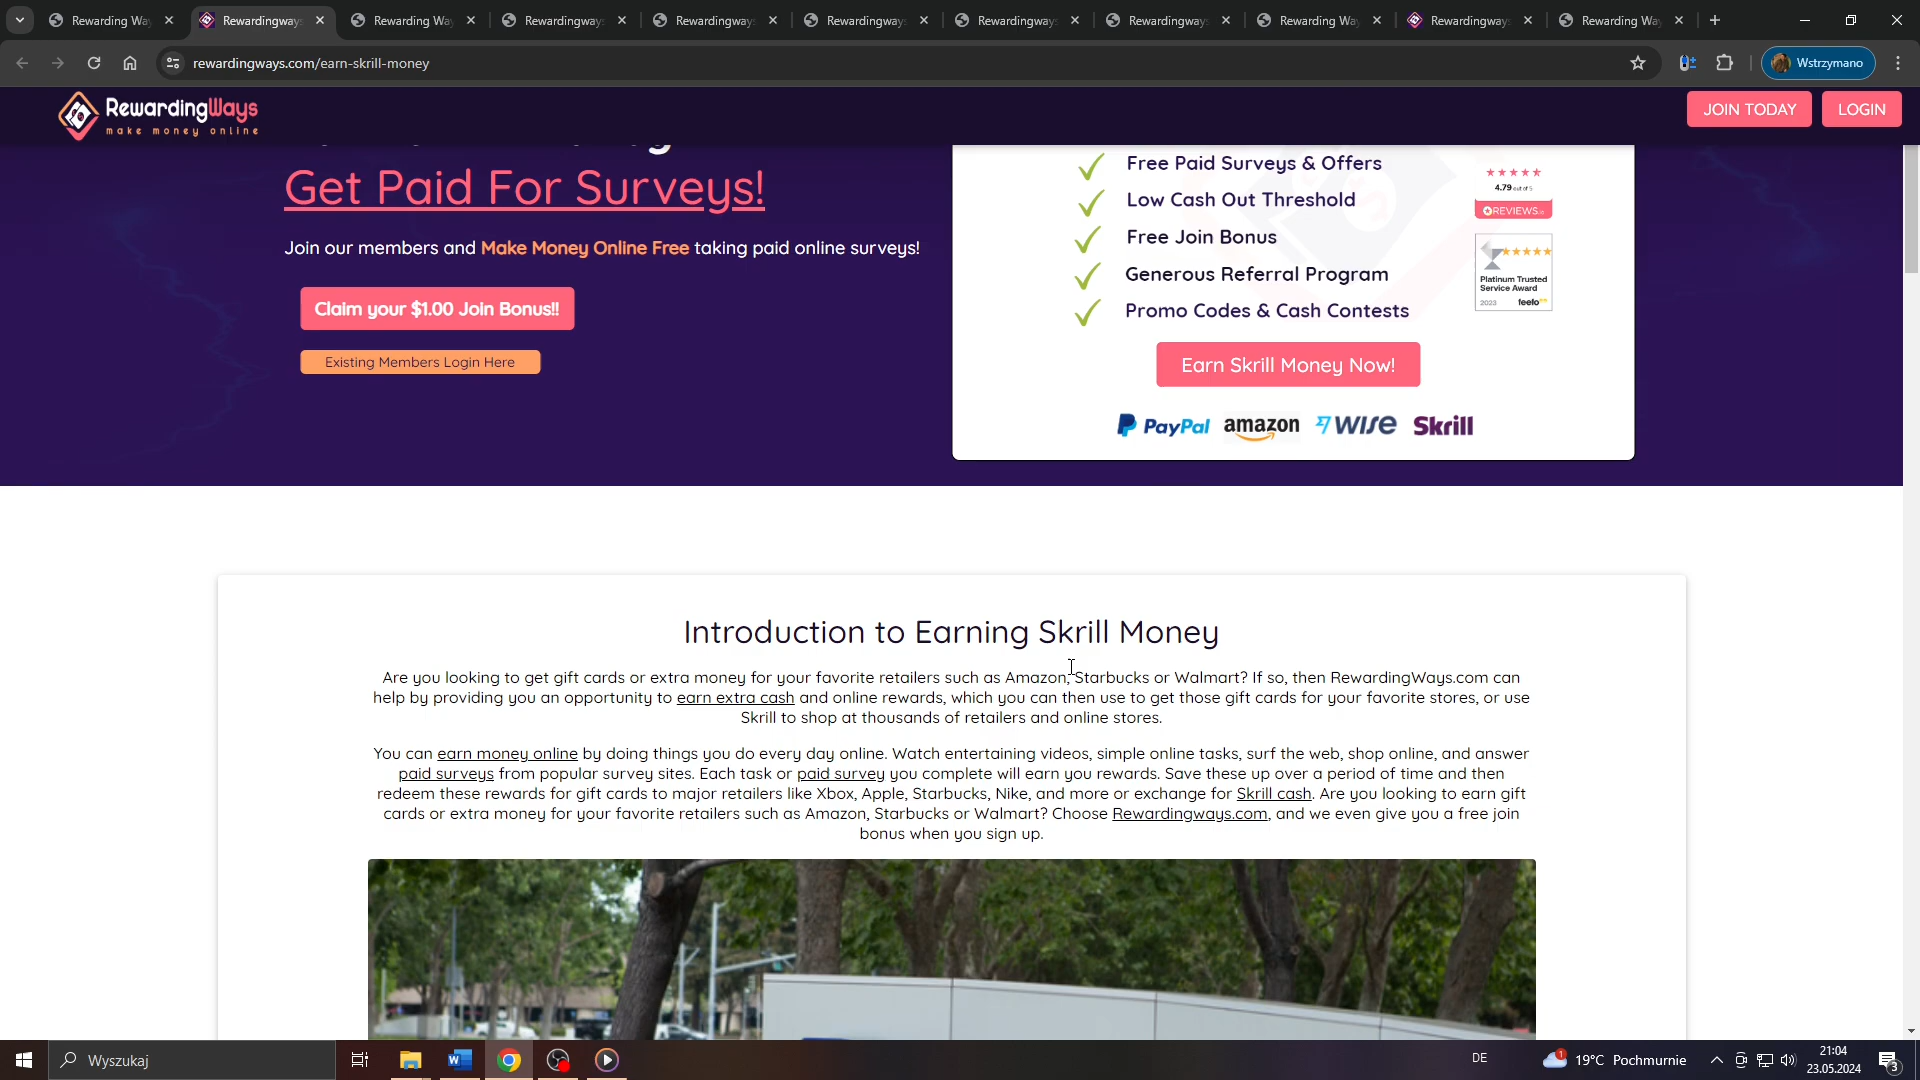 Rewarding Wa
Rewardingways
Rewarding Wa
Rewardingways
Rewardingways
Rewardingways
Rewardingways
Rewardingways
Rewarding Wa
Rewardingways
Rewarding Wa
rewardingways.com/earn-skrill-money
Wstrzymano
RewardingWays
make money online
JOIN TODAY
LOGIN
Get Paid For Surveys!
Join our members and Make Money Online Free taking paid online surveys!
Claim your $1.00 Join Bonus!!
Existing Members Login Here
Free Paid Surveys & Offers
Low Cash Out Threshold
Free Join Bonus
Generous Referral Program
Promo Codes & Cash Contests
4.79 out of 5
REVIEWS.io
Platinum Trusted
Service Award
2023 feefo
Earn Skrill Money Now!
PayPal amazon WISE Skrill
Introduction to Earning Skrill Money
Are you looking to get gift cards or extra money for your favorite retailers such as Amazon, Starbucks or Walmart? If so, then RewardingWays.com can
help by providing you an opportunity to earn extra cash and online rewards, which you can then use to get those gift cards for your favorite stores, or use
Skrill to shop at thousands of retailers and online stores.
You can earn money online by doing things you do every day online. Watch entertaining videos, simple online tasks, surf the web, shop online, and answer
paid surveys from popular survey sites. Each task or paid survey you complete will earn you rewards. Save these up over a period of time and then
redeem these rewards for gift cards to major retailers like Xbox, Apple, Starbucks, Nike, and more or exchange for Skrill cash. Are you looking to earn gift
cards or extra money for your favorite retailers such as Amazon, Starbucks or Walmart? Choose Rewardingways.com, and we even give you a free join
bonus when you sign up.
Wyszukaj
DE
1
19°C Pochmurnie
21:04
23.05.2024
3